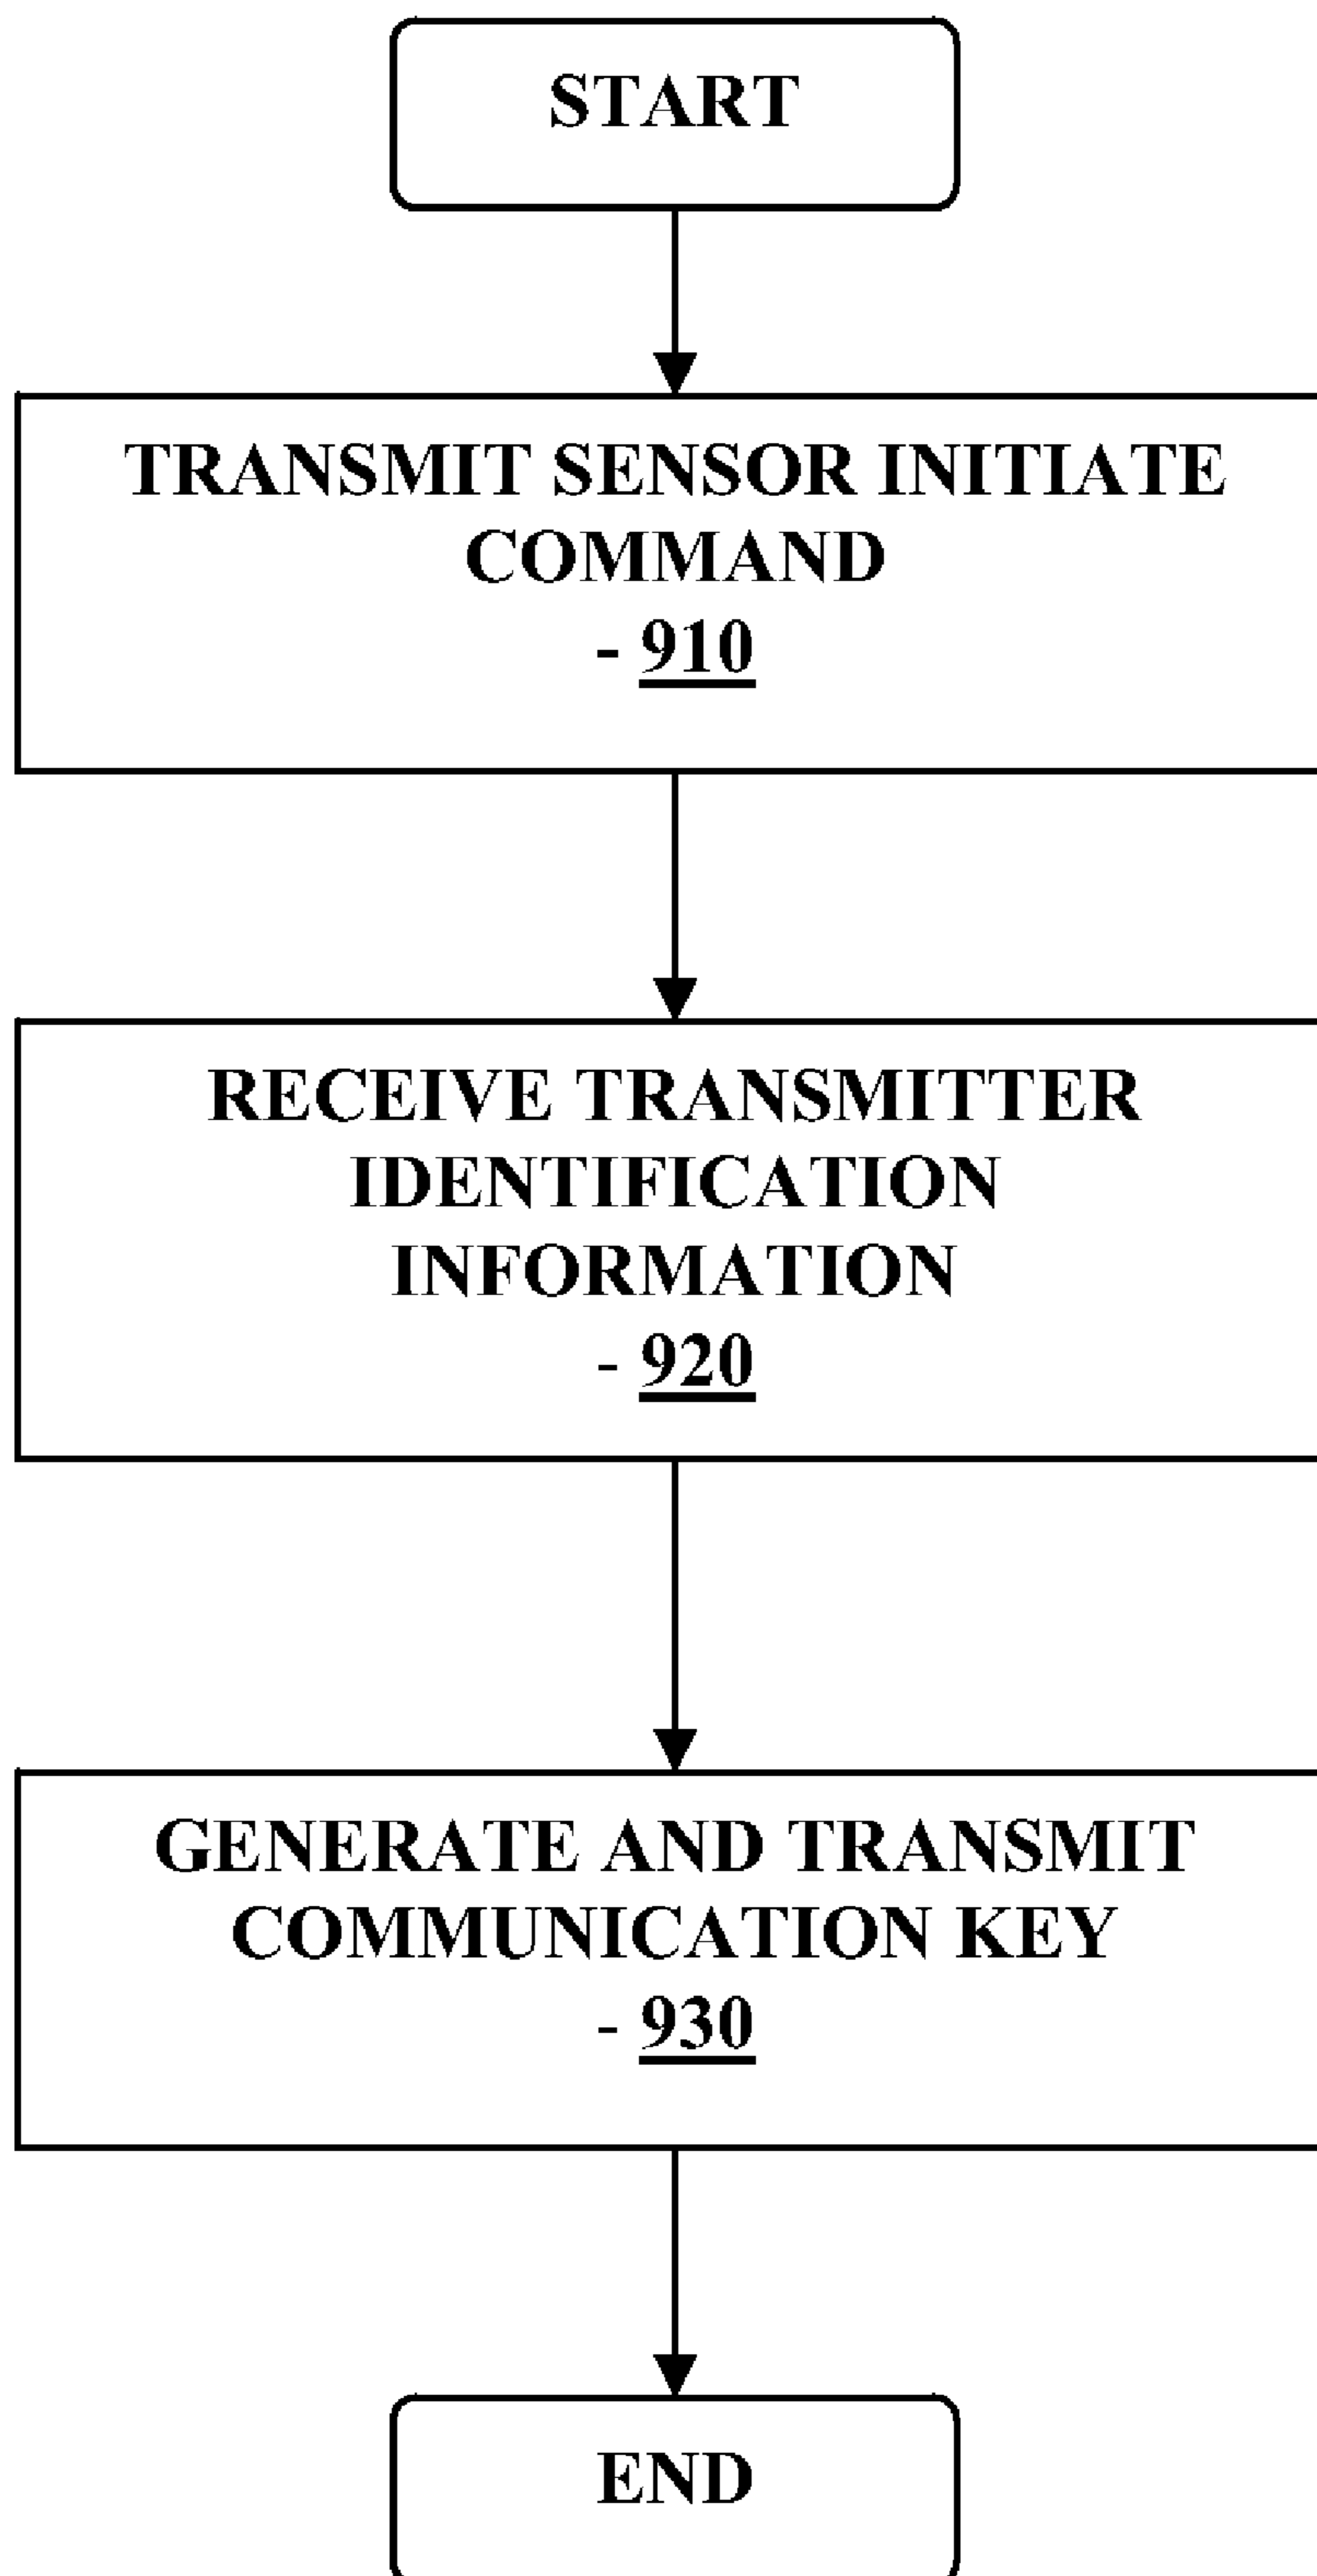 START
TRANSMIT SENSOR INITIATE
COMMAND
- 910
RECEIVE TRANSMITTER
IDENTIFICATION
INFORMATION
- 920
GENERATE AND TRANSMIT
COMMUNICATION KEY
- 930
END